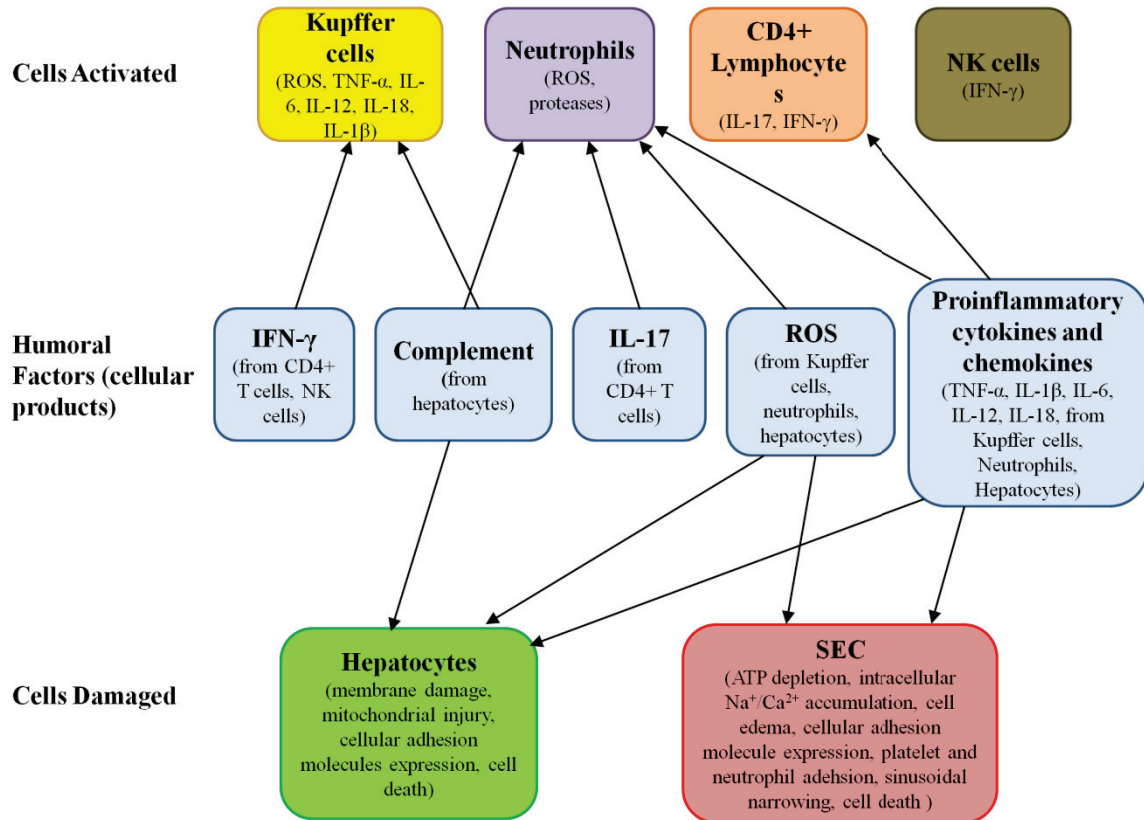 Cells Activated
Kupffer
cells
(ROS, TNF-α, IL-
6, IL-12, IL-18,
IL-1β)
Neutrophils
(ROS,
proteases)
CD4+
Lymphocyte
s
(IL-17, IFN-γ)
NK cells
(IFN-γ)
Humoral
Factors (cellular
products)
IFN-γ
(from CD4+
T cells, NK
cells)
Complement
(from
hepatocytes)
IL-17
(from
CD4+ T
cells)
ROS
(from Kupffer
cells,
neutrophils,
hepatocytes)
Proinflammatory
cytokines and
chemokines
(TNF-α, IL-1β, IL-6,
IL-12, IL-18, from
Kupffer cells,
Neutrophils,
Hepatocytes)
Cells Damaged
Hepatocytes
(membrane damage,
mitochondrial injury,
cellular adhesion
molecules expression, cell
death)
SEC
(ATP depletion, intracellular
Na⁺/Ca²⁺ accumulation, cell
edema, cellular adhesion
molecule expression, platelet and
neutrophil adehsion, sinusoidal
narrowing, cell death )